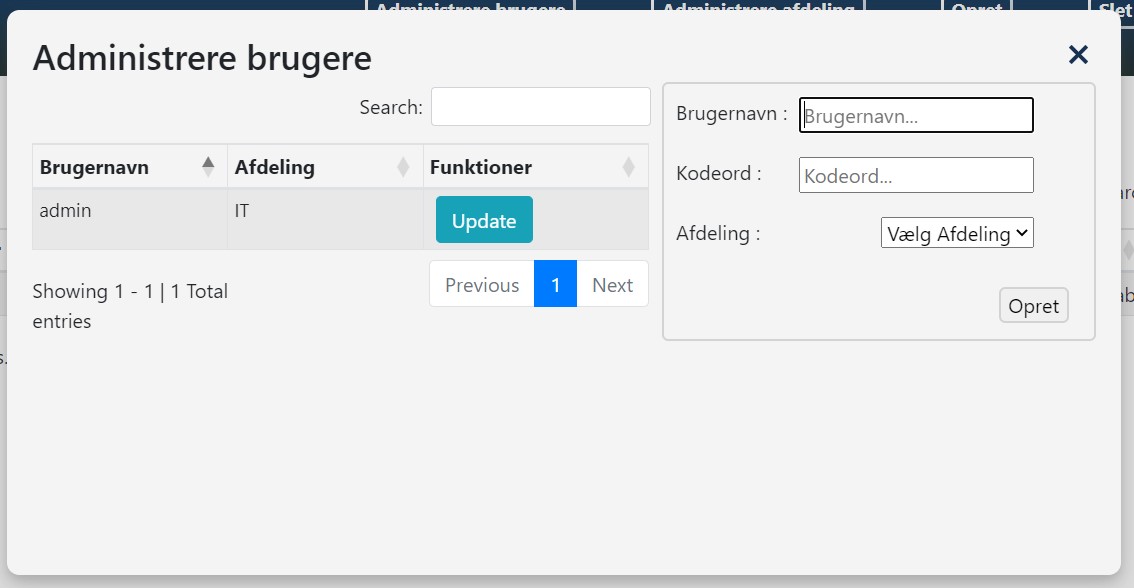 Administrere brugere Administrere afdeling Opret Slet
Administrere brugere
Search:
Brugernavn Afdeling Funktioner
admin IT Update
Showing 1 - 1 | 1 Total
entries
Previous 1 Next
Brugernavn : Brugernavn...
Kodeord : Kodeord...
Afdeling : Vælg Afdeling
Opret